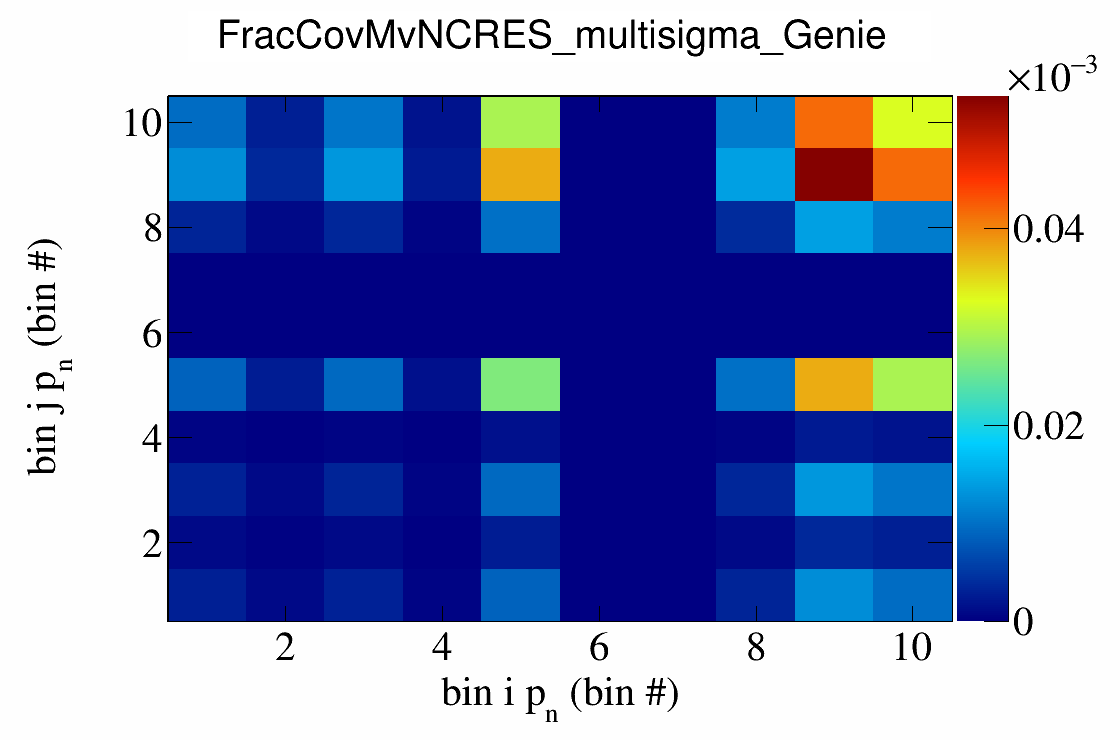 FracCovMvNCRES_multisigma_Genie
×10⁻³
10
8
6
4
2
0.04
0.02
0
2 4 6 8 10
bin j pₙ (bin #)
bin i pₙ (bin #)